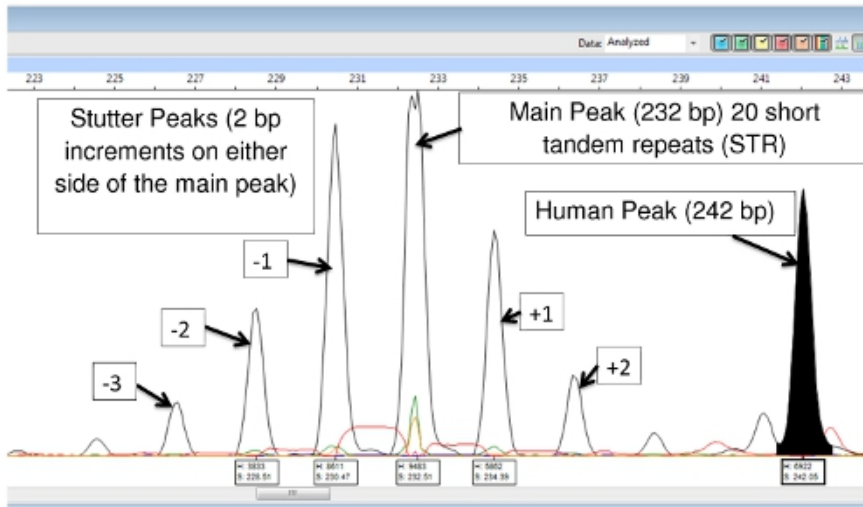 Data: Analyzed
223 225 227 229 231 233 235 237 239 241 243
Stutter Peaks (2 bp
increments on either
side of the main peak)
Main Peak (232 bp) 20 short
tandem repeats (STR)
Human Peak (242 bp)
-1
-2
-3
+1
+2
H: 3833
S: 228.51
H: 8611
S: 230.47
H: 9483
S: 232.51
H: 5862
S: 234.39
H: 6922
S: 242.05